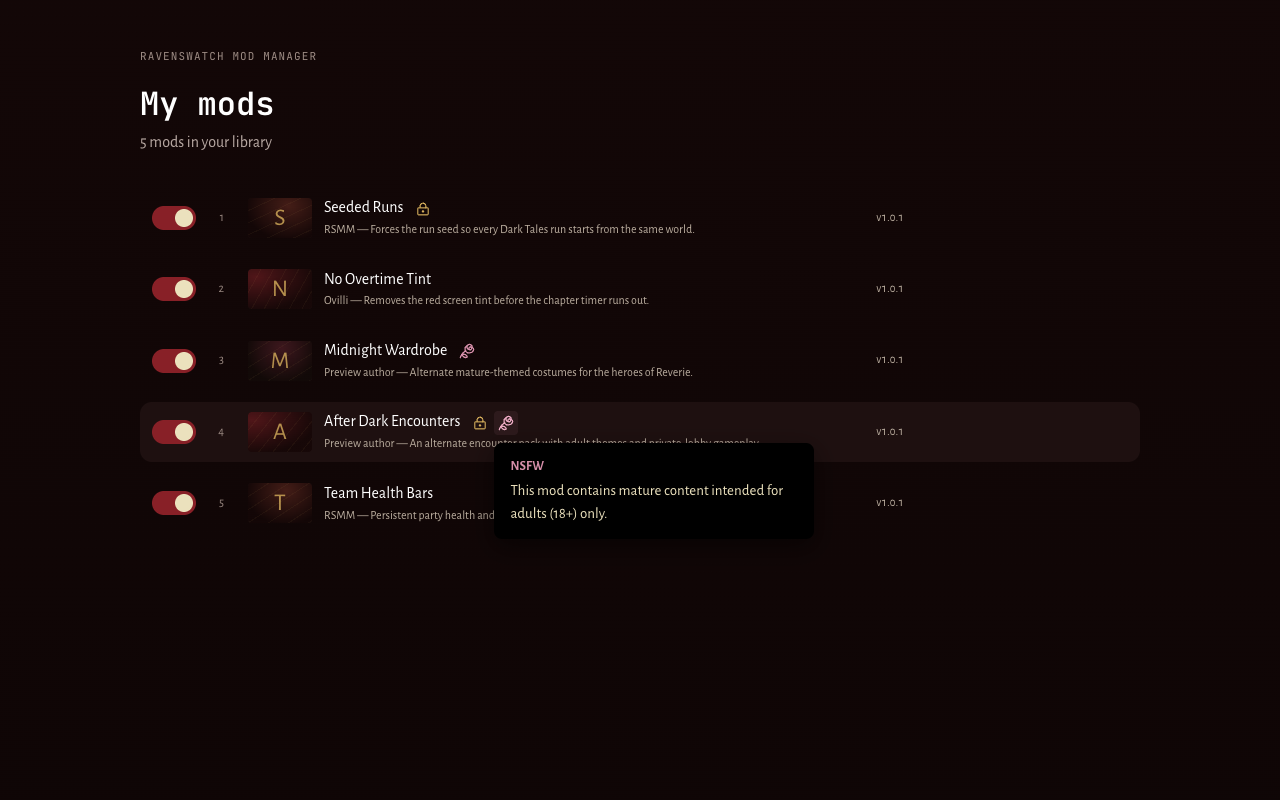 RAVENSWATCH MOD MANAGER
My mods
5 mods in your library
1
S
Seeded Runs
RSMM — Forces the run seed so every Dark Tales run starts from the same world.
v1.0.1
2
N
No Overtime Tint
Ovilli — Removes the red screen tint before the chapter timer runs out.
v1.0.1
3
M
Midnight Wardrobe
Preview author — Alternate mature-themed costumes for the heroes of Reverie.
v1.0.1
4
A
After Dark Encounters
Preview author — An alternate encounter pack with adult themes and private-lobby gameplay.
v1.0.1
NSFW
This mod contains mature content intended for
adults (18+) only.
5
T
Team Health Bars
RSMM — Persistent party health and
v1.0.1